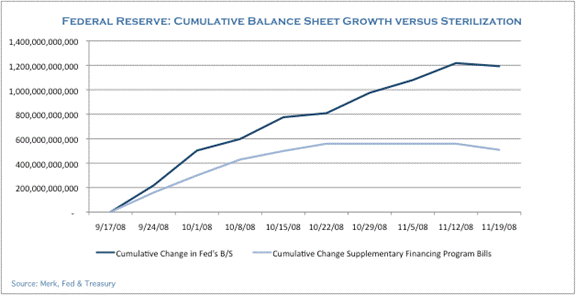 Federal Reserve: Cumulative Balance Sheet Growth versus Sterilization
1,400,000,000,000
1,200,000,000,000
1,000,000,000,000
800,000,000,000
600,000,000,000
400,000,000,000
200,000,000,000
-
9/17/08 9/24/08 10/1/08 10/8/08 10/15/08 10/22/08 10/29/08 11/5/08 11/12/08 11/19/08
Cumulative Change in Fed's B/S Cumulative Change Supplementary Financing Program Bills
Source: Merk, Fed & Treasury